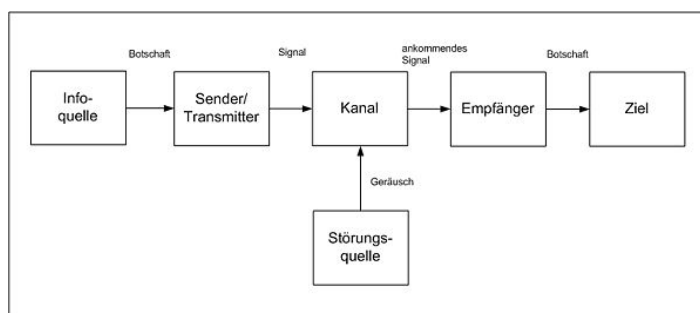 Botschaft
Signal
ankommendes
Signal
Botschaft
Info-
quelle
Sender/
Transmitter
Kanal
Empfänger
Ziel
Geräusch
Störungs-
quelle